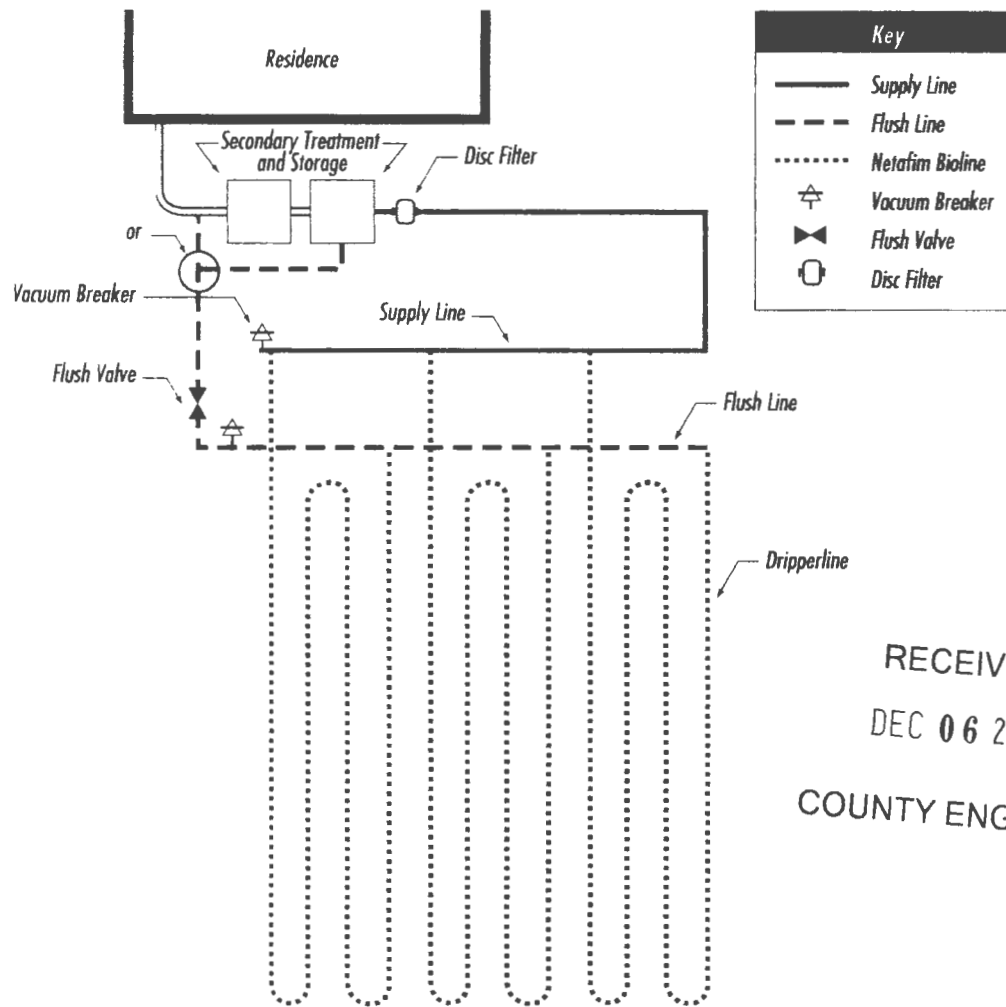 Residence
Key
Supply Line
Flush Line
Netafim Bioline
Vacuum Breaker
Flush Valve
Disc Filter
Secondary Treatment
and Storage
Disc Filter
or
Vacuum Breaker
Supply Line
Flush Valve
Flush Line
Dripperline
RECEIV
DEC 06 2
COUNTY ENG